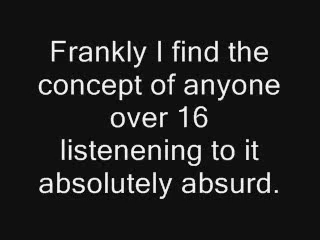 Frankly I find the
concept of anyone
over 16
listenening to it
absolutely absurd.